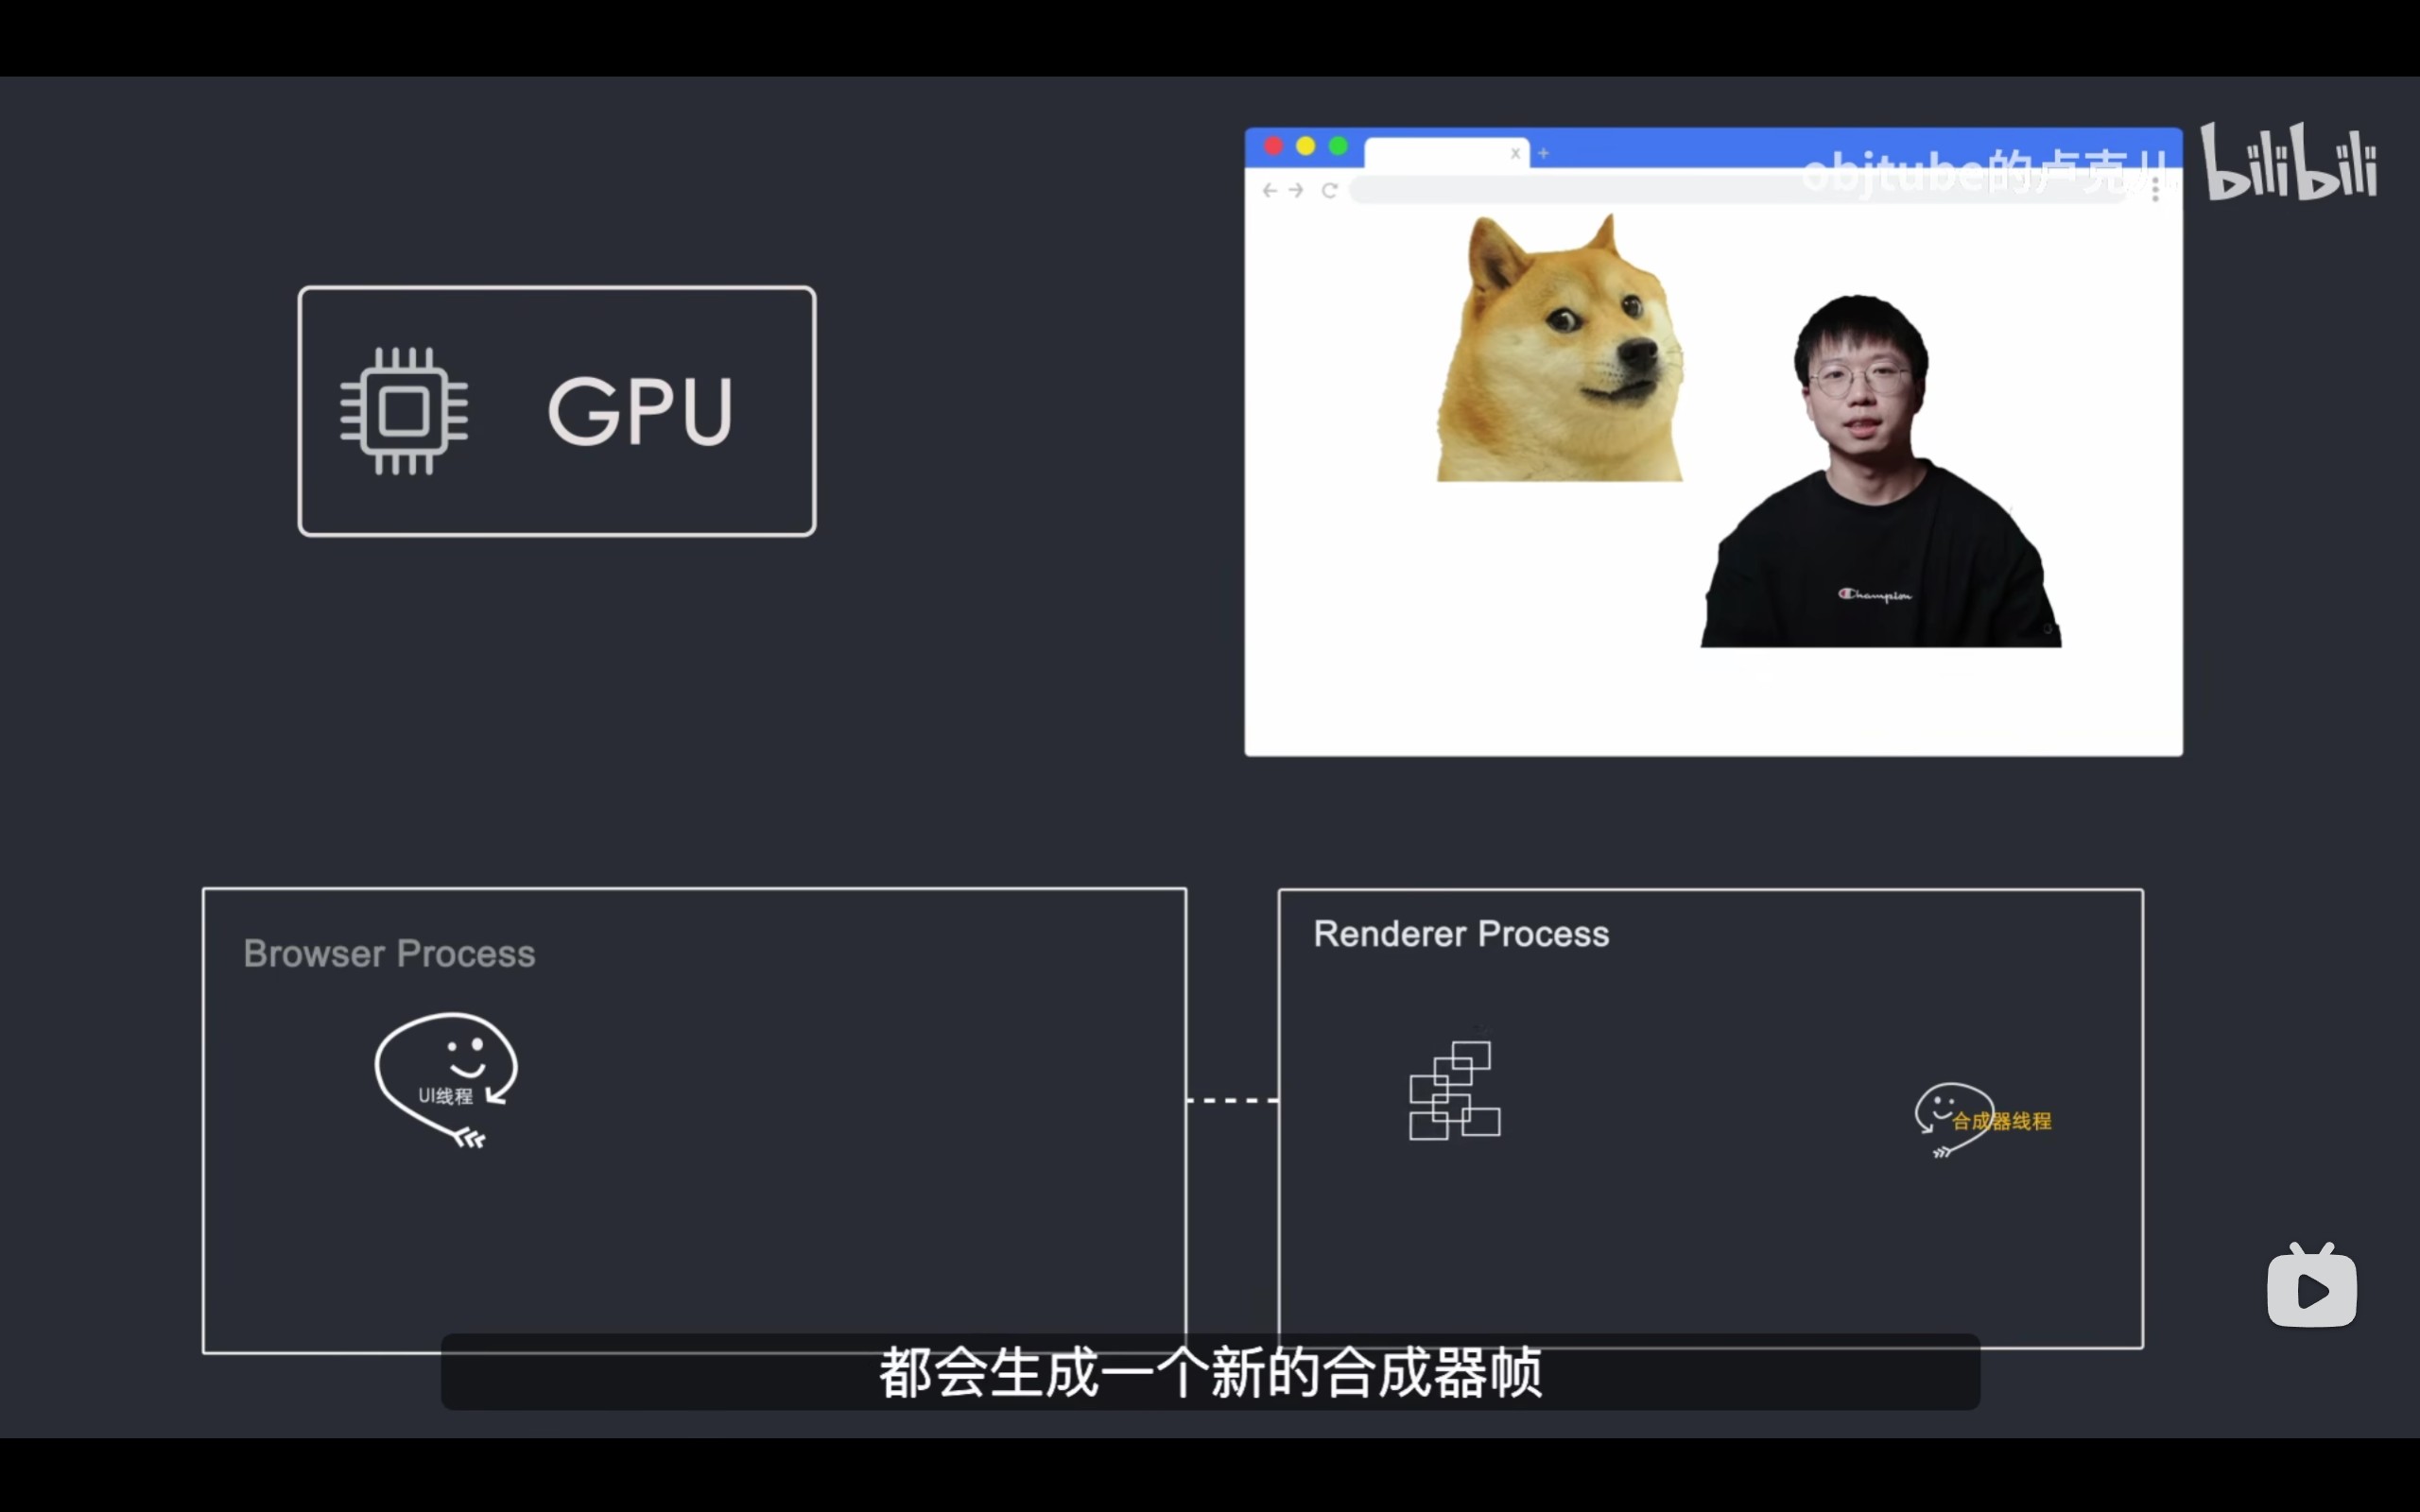 objtube的卢克儿
bilibili
GPU
Champion
Browser Process
UI线程
Renderer Process
合成器线程
都会生成一个新的合成器帧